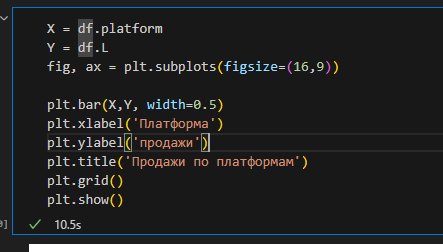 X = df.platform
Y = df.L
fig, ax = plt.subplots(figsize=(16,9))
plt.bar(X,Y, width=0.5)
plt.xlabel('Платформа')
plt.ylabel('продажи')
plt.title('Продажи по платформам')
plt.grid()
plt.show()
10.5s